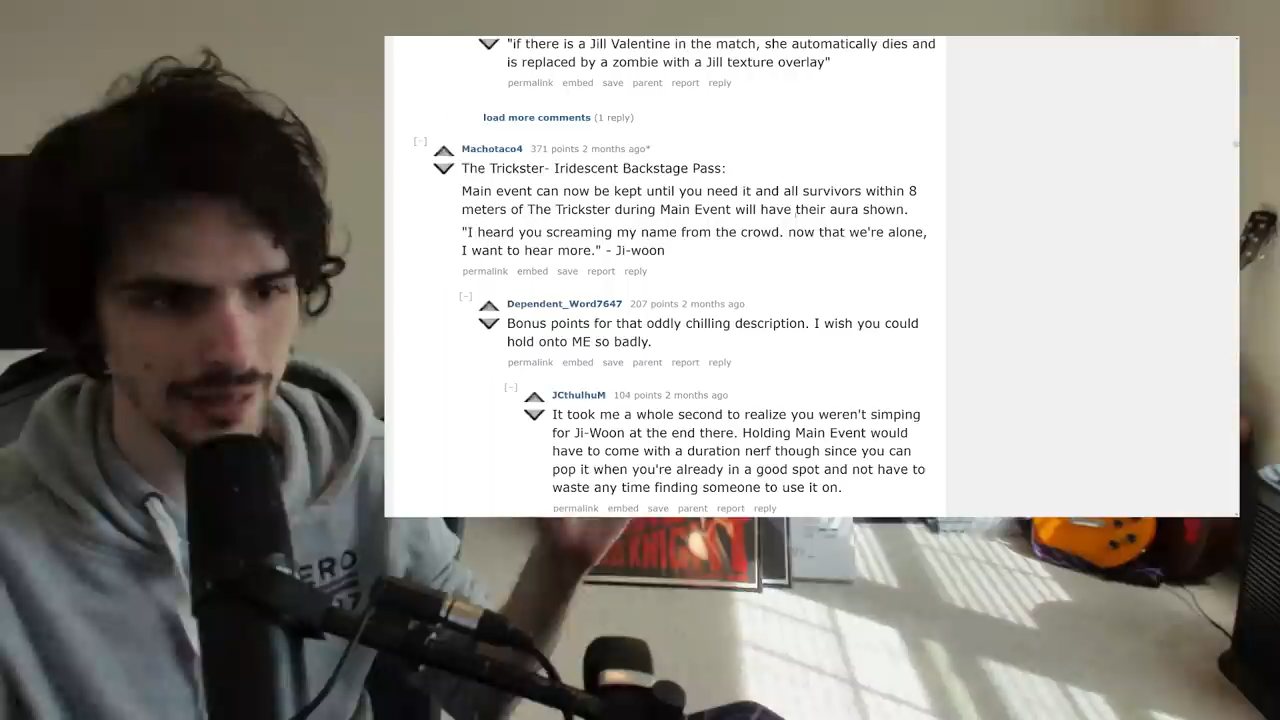 "if there is a Jill Valentine in the match, she automatically dies and
is replaced by a zombie with a Jill texture overlay"
permalink embed save parent report reply
load more comments (1 reply)
[-]
Machotaco4 371 points 2 months ago*
The Trickster- Iridescent Backstage Pass:
Main event can now be kept until you need it and all survivors within 8
meters of The Trickster during Main Event will have their aura shown.
"I heard you screaming my name from the crowd. now that we're alone,
I want to hear more." - Ji-woon
permalink embed save report reply
[-]
Dependent_Word7647 207 points 2 months ago
Bonus points for that oddly chilling description. I wish you could
hold onto ME so badly.
permalink embed save parent report reply
[-]
JCthulhuM 104 points 2 months ago
It took me a whole second to realize you weren't simping
for Ji-Woon at the end there. Holding Main Event would
have to come with a duration nerf though since you can
pop it when you're already in a good spot and not have to
waste any time finding someone to use it on.
permalink embed save parent report reply
ERO